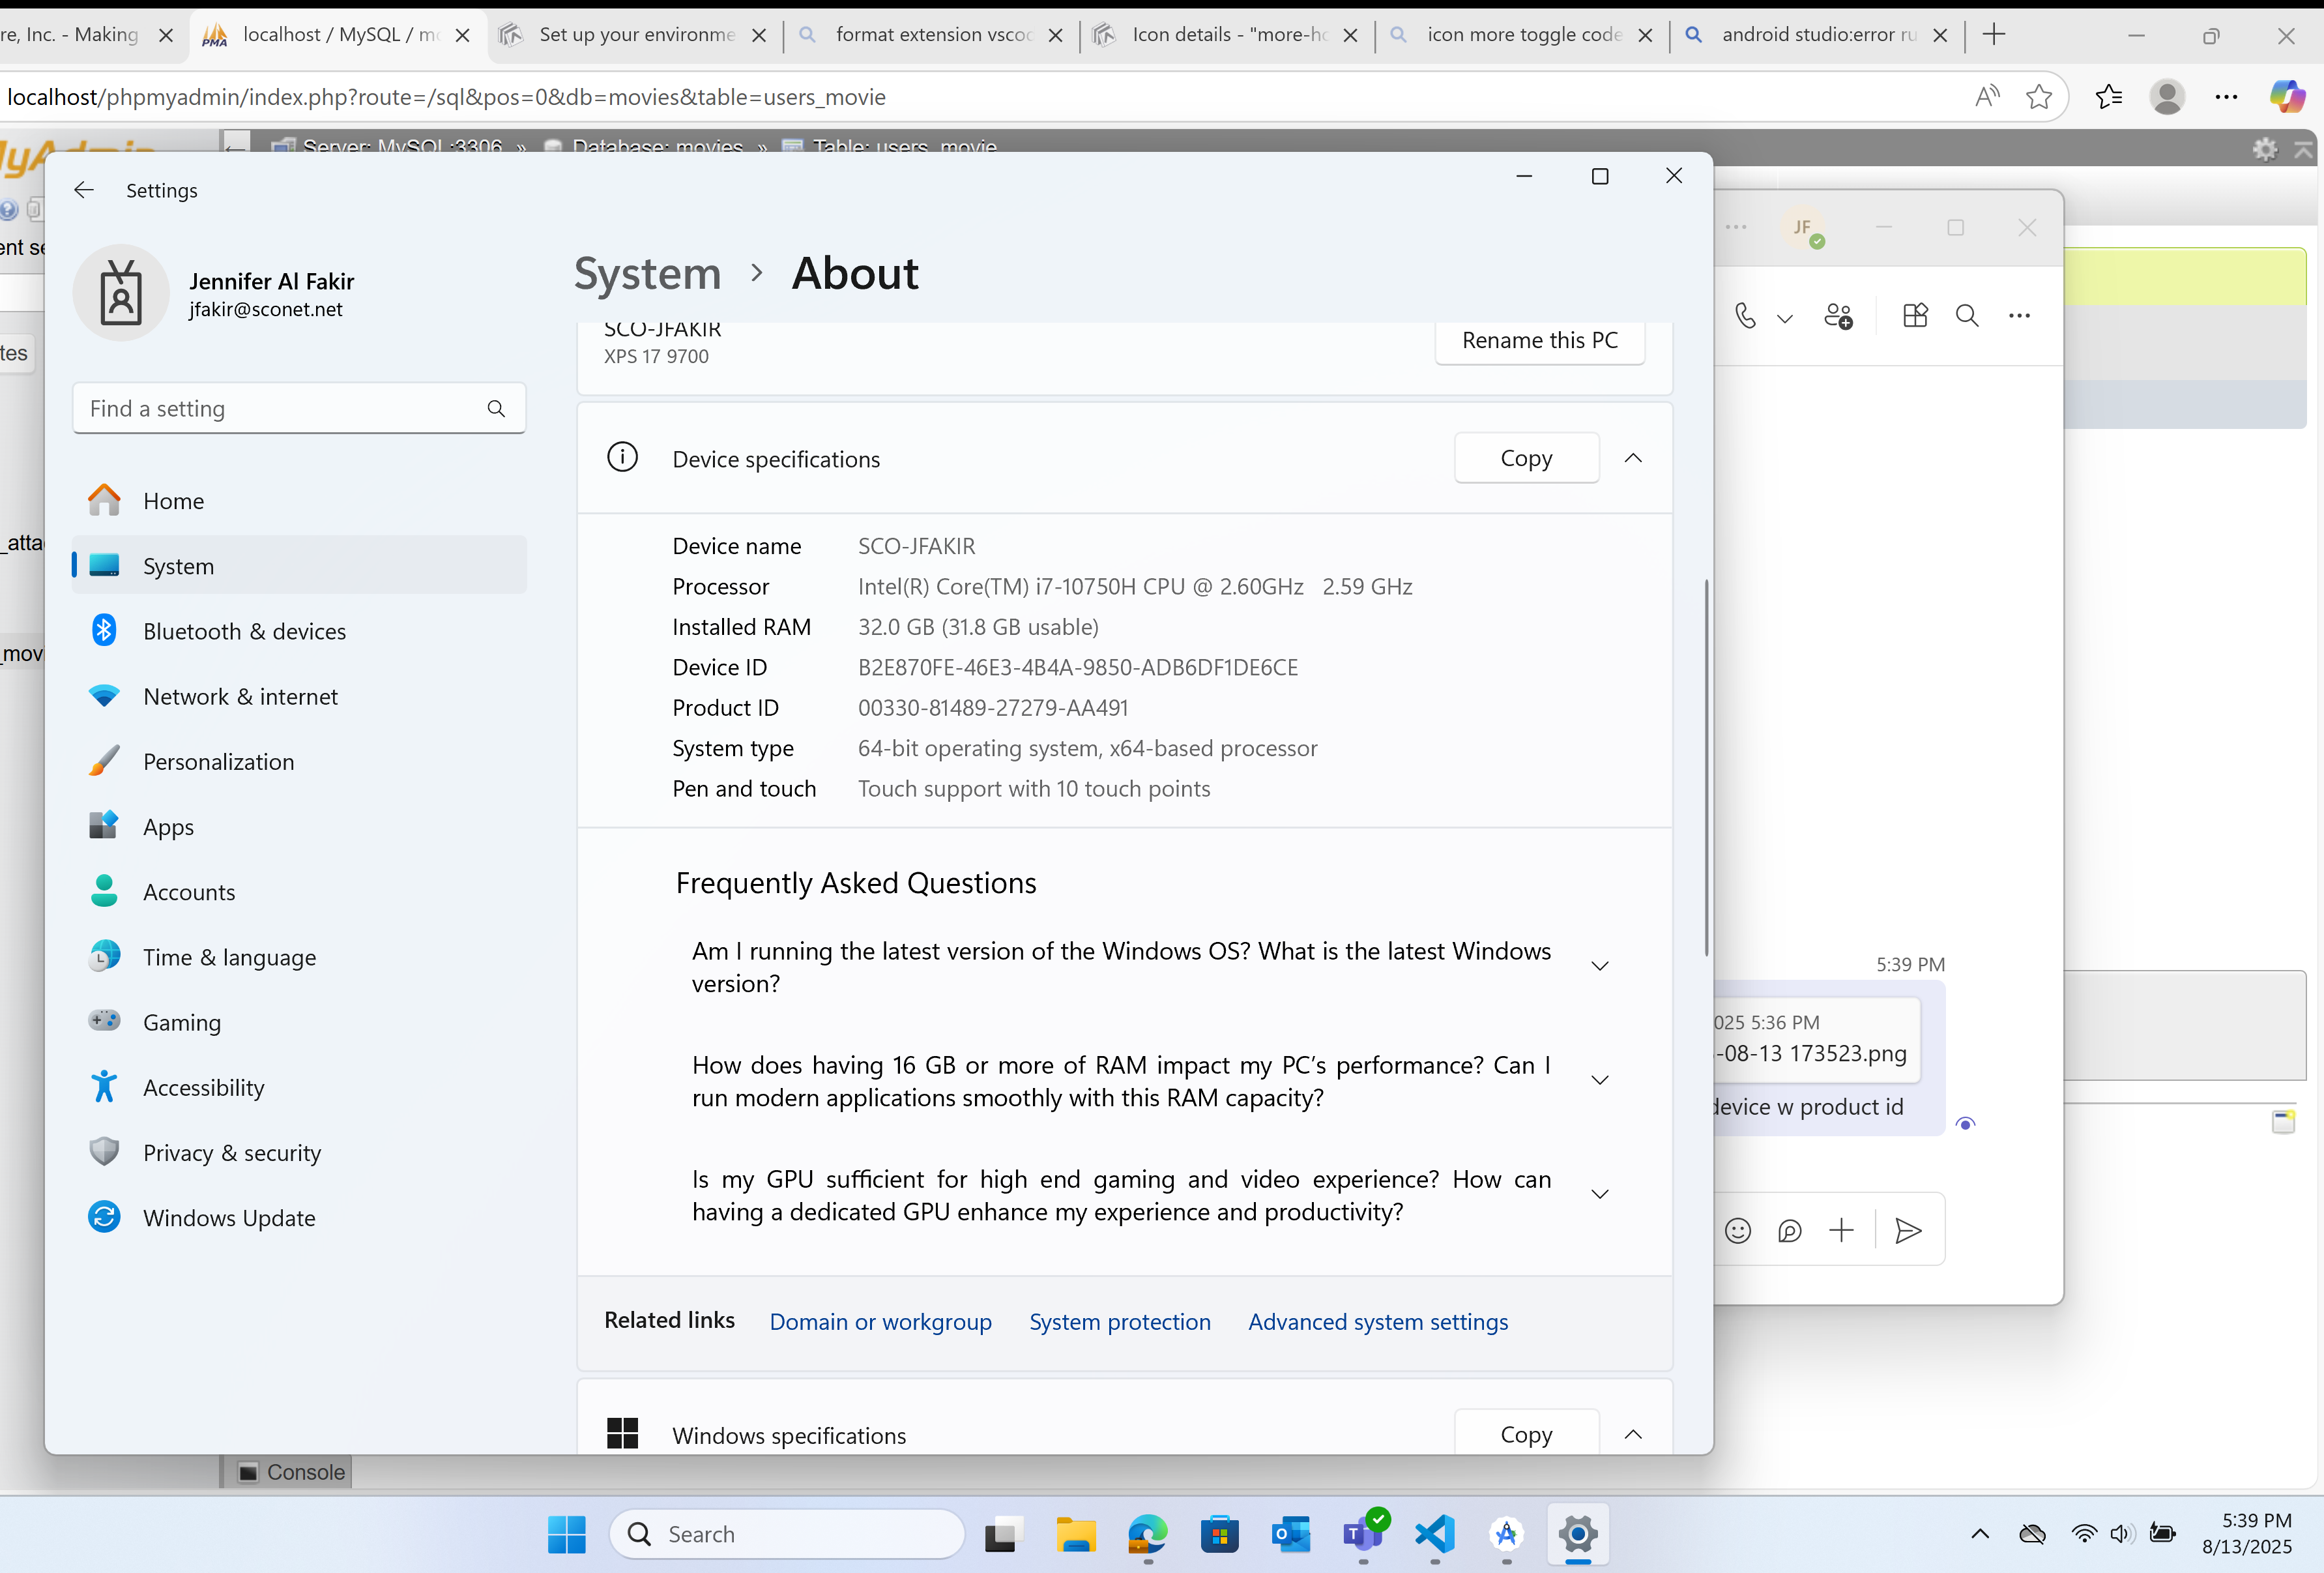 re, Inc. - Making
localhost / MySQL / mo
Set up your environme
format extension vscod
Icon details - "more-ho
icon more toggle code
android studio:error ru
localhost/phpmyadmin/index.php?route=/sql&pos=0&db=movies&table=users_movie
MyAdmin
Server: MySQL:3306 » Database: movies » Table: users_movie
ent se
tes
_atta
_movi
Settings
Jennifer Al Fakir
jfakir@sconet.net
Find a setting
Home
System
Bluetooth & devices
Network & internet
Personalization
Apps
Accounts
Time & language
Gaming
Accessibility
Privacy & security
Windows Update
System > About
SCO-JFAKIR
XPS 17 9700
Rename this PC
Device specifications
Copy
Device name SCO-JFAKIR
Processor Intel(R) Core(TM) i7-10750H CPU @ 2.60GHz 2.59 GHz
Installed RAM 32.0 GB (31.8 GB usable)
Device ID B2E870FE-46E3-4B4A-9850-ADB6DF1DE6CE
Product ID 00330-81489-27279-AA491
System type 64-bit operating system, x64-based processor
Pen and touch Touch support with 10 touch points
Frequently Asked Questions
Am I running the latest version of the Windows OS? What is the latest Windows
version?
How does having 16 GB or more of RAM impact my PC’s performance? Can I
run modern applications smoothly with this RAM capacity?
Is my GPU sufficient for high end gaming and video experience? How can
having a dedicated GPU enhance my experience and productivity?
Related links Domain or workgroup System protection Advanced system settings
Windows specifications
Copy
JF
5:39 PM
025 5:36 PM
-08-13 173523.png
device w product id
Console
Search
5:39 PM
8/13/2025